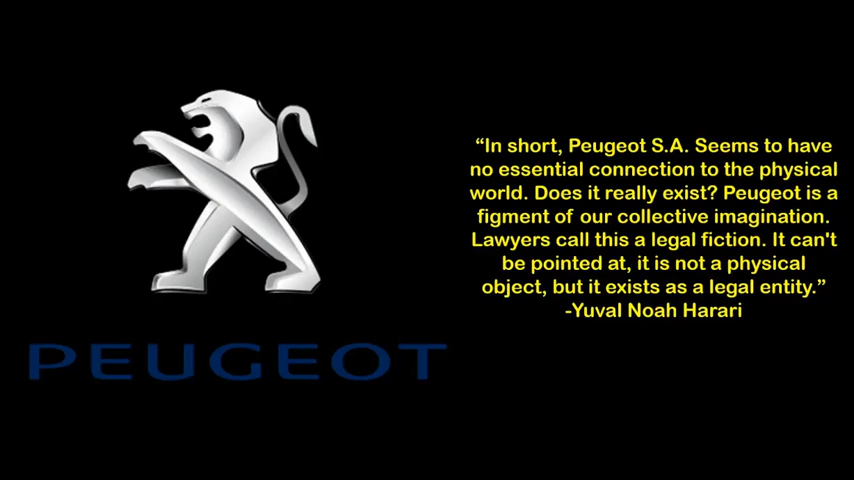 PEUGEOT
“In short, Peugeot S.A. Seems to have
no essential connection to the physical
world. Does it really exist? Peugeot is a
figment of our collective imagination.
Lawyers call this a legal fiction. It can't
be pointed at, it is not a physical
object, but it exists as a legal entity.”
-Yuval Noah Harari